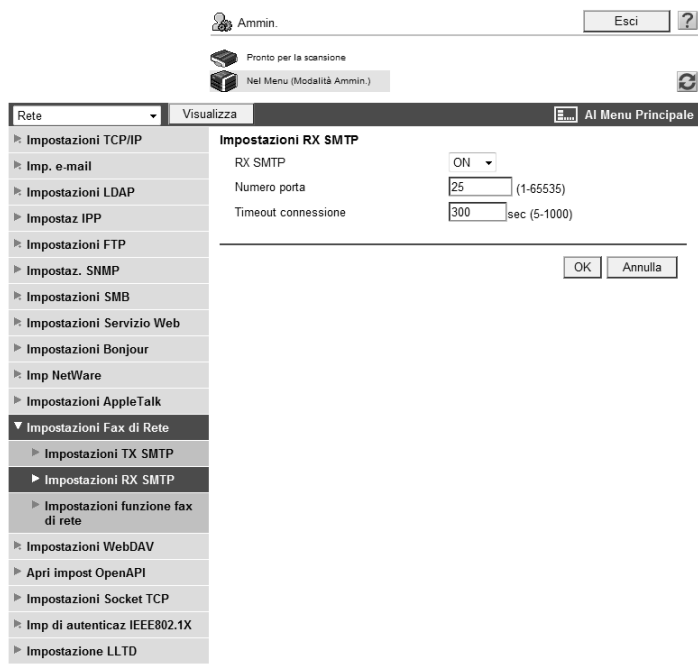 Ammin.
Esci
?
Pronto per la scansione
Nel Menu (Modalità Ammin.)
Rete
Visualizza
Al Menu Principale
Impostazioni TCP/IP
Imp. e-mail
Impostazioni LDAP
Impostaz IPP
Impostazioni FTP
Impostaz. SNMP
Impostazioni SMB
Impostazioni Servizio Web
Impostazioni Bonjour
Imp NetWare
Impostazioni AppleTalk
Impostazioni Fax di Rete
Impostazioni TX SMTP
Impostazioni RX SMTP
Impostazioni funzione fax
di rete
Impostazioni WebDAV
Apri impost OpenAPI
Impostazioni Socket TCP
Imp di autenticaz IEEE802.1X
Impostazione LLTD
Impostazioni RX SMTP
RX SMTP
ON
Numero porta
25
(1-65535)
Timeout connessione
300
sec (5-1000)
OK
Annulla